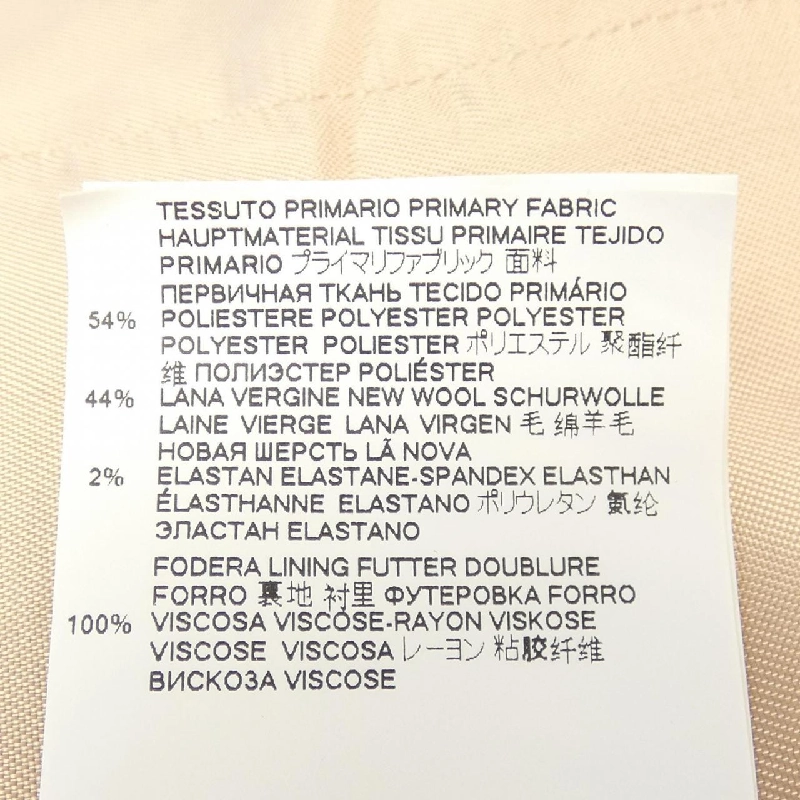 TESSUTO PRIMARIO PRIMARY FABRIC
HAUPTMATERIAL TISSU PRIMAIRE TEJIDO
PRIMARIO プライマリファブリック 面料
ПЕРВИЧНАЯ ТКАНЬ TECIDO PRIMÁRIO
54% POLIESTERE POLYESTER POLYESTER
POLYESTER POLIESTER ポリエステル 聚酯纤
维 ПОЛИЭСТЕР POLIÉSTER
44% LANA VERGINE NEW WOOL SCHURWOLLE
LAINE VIERGE LANA VIRGEN 毛 绵羊毛
НОВАЯ ШЕРСТЬ LÃ NOVA
2% ELASTAN ELASTANE-SPANDEX ELASTHAN
ÉLASTHANNE ELASTANO ポリウレタン 氨纶
ЭЛАСТАН ELASTANO
FODERA LINING FUTTER DOUBLURE
FORRO 裏地 衬里 ФУТЕРОВКА FORRO
100% VISCOSA VISCOSE-RAYON VISKOSE
VISCOSE VISCOSA レーヨン 粘胶纤维
ВИСКОЗА VISCOSE